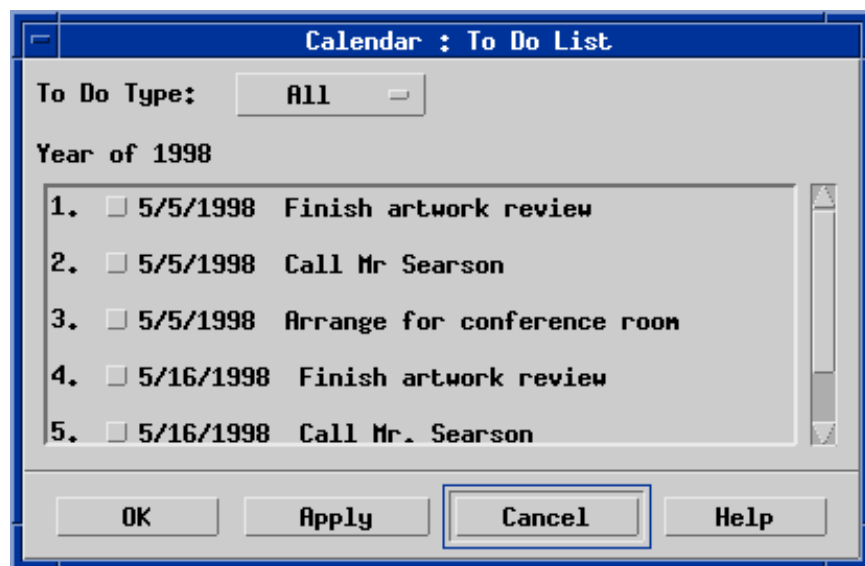 Calendar : To Do List
To Do Type: All
Year of 1998
1. 5/5/1998 Finish artwork review
2. 5/5/1998 Call Mr Searson
3. 5/5/1998 Arrange for conference room
4. 5/16/1998 Finish artwork review
5. 5/16/1998 Call Mr. Searson
OK Apply Cancel Help